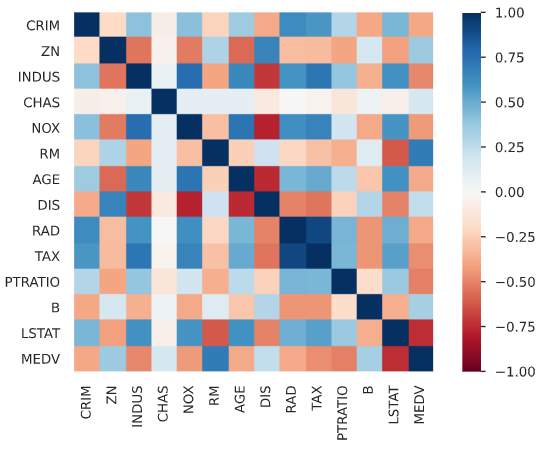 CRIM
ZN
INDUS
CHAS
NOX
RM
AGE
DIS
RAD
TAX
PTRATIO
B
LSTAT
MEDV
CRIM
ZN
INDUS
CHAS
NOX
RM
AGE
DIS
RAD
TAX
PTRATIO
B
LSTAT
MEDV
1.00
0.75
0.50
0.25
0.00
−0.25
−0.50
−0.75
−1.00